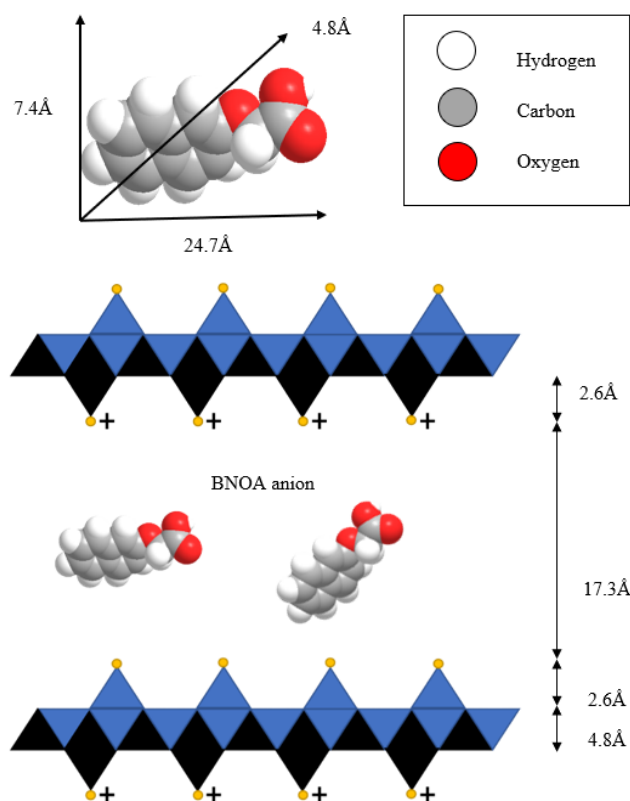 4.8Å
7.4Å
24.7Å
Hydrogen
Carbon
Oxygen
+ + + +
2.6Å
BNOA anion
17.3Å
2.6Å
4.8Å
+ + + +